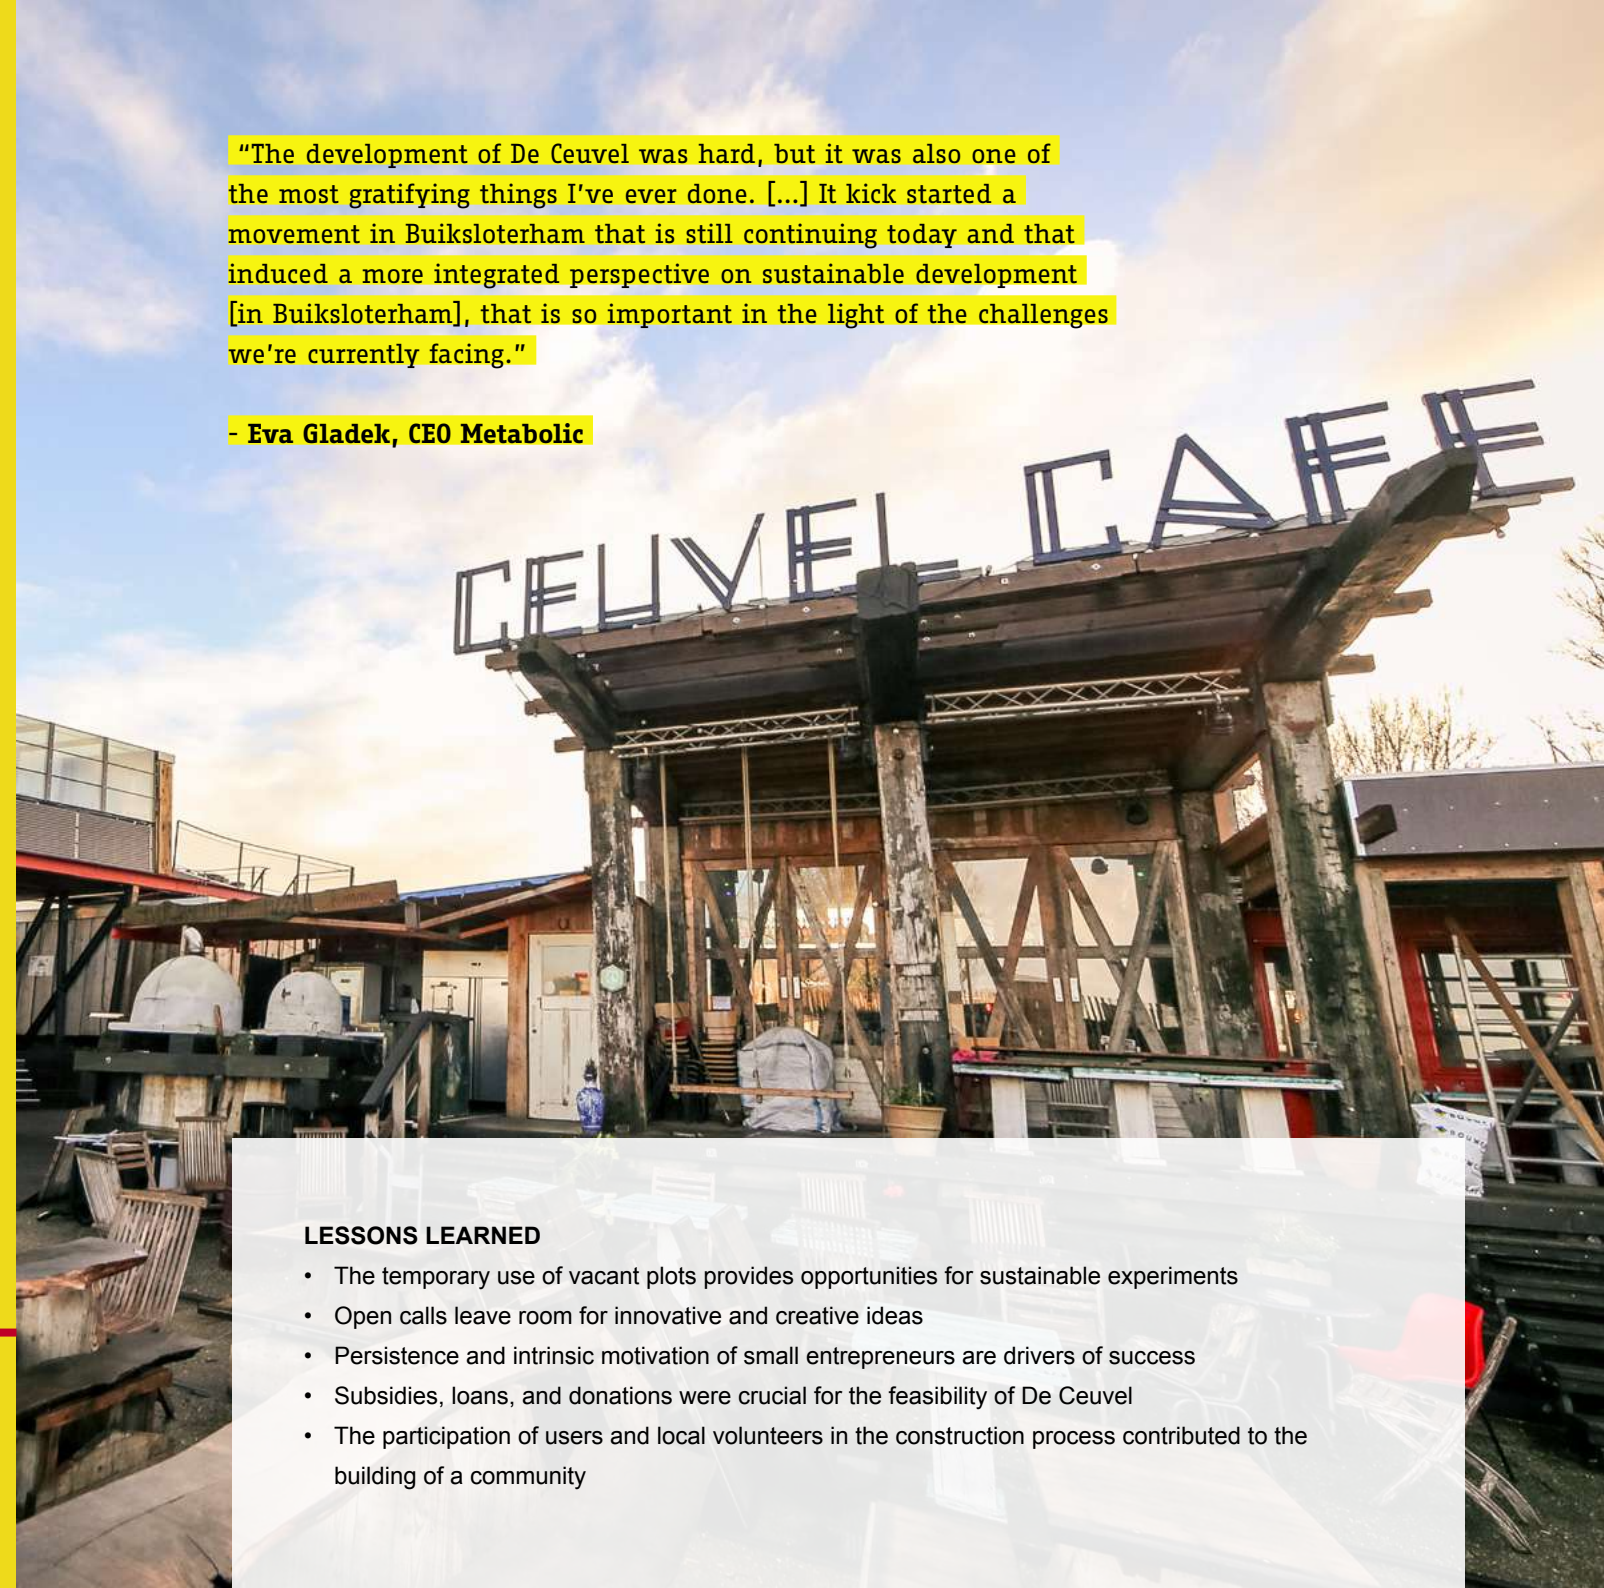 “The development of De Ceuvel was hard, but it was also one of
the most gratifying things I’ve ever done. [...] It kick started a
movement in Buiksloterham that is still continuing today and that
induced a more integrated perspective on sustainable development
[in Buiksloterham], that is so important in the light of the challenges
we’re currently facing.”
- Eva Gladek, CEO Metabolic
CEUVEL CAFE
LESSONS LEARNED
• The temporary use of vacant plots provides opportunities for sustainable experiments
• Open calls leave room for innovative and creative ideas
• Persistence and intrinsic motivation of small entrepreneurs are drivers of success
• Subsidies, loans, and donations were crucial for the feasibility of De Ceuvel
• The participation of users and local volunteers in the construction process contributed to the
building of a community